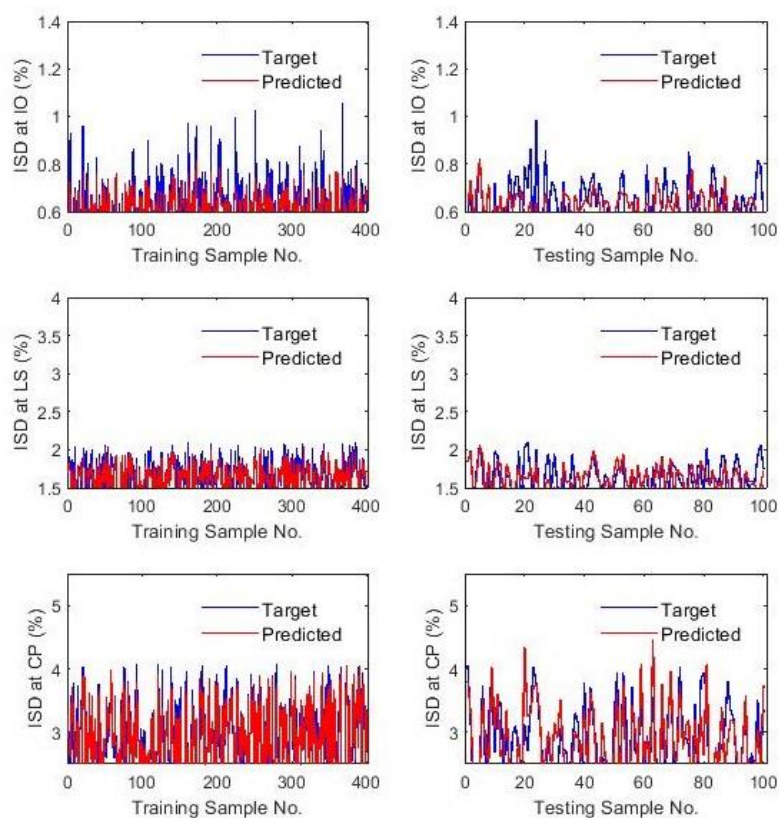 1.4
1.2
1
0.8
0.6
ISD at IO (%)
Target
Predicted
0 100 200 300 400
Training Sample No.
1.4
1.2
1
0.8
0.6
ISD at IO (%)
Target
Predicted
0 20 40 60 80 100
Testing Sample No.
4
3.5
3
2.5
2
1.5
ISD at LS (%)
Target
Predicted
0 100 200 300 400
Training Sample No.
4
3.5
3
2.5
2
1.5
ISD at LS (%)
Target
Predicted
0 20 40 60 80 100
Testing Sample No.
5
4
3
ISD at CP (%)
Target
Predicted
0 100 200 300 400
Training Sample No.
5
4
3
ISD at CP (%)
Target
Predicted
0 20 40 60 80 100
Testing Sample No.